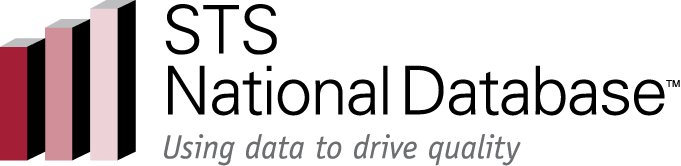 STS
National Database™
Using data to drive quality